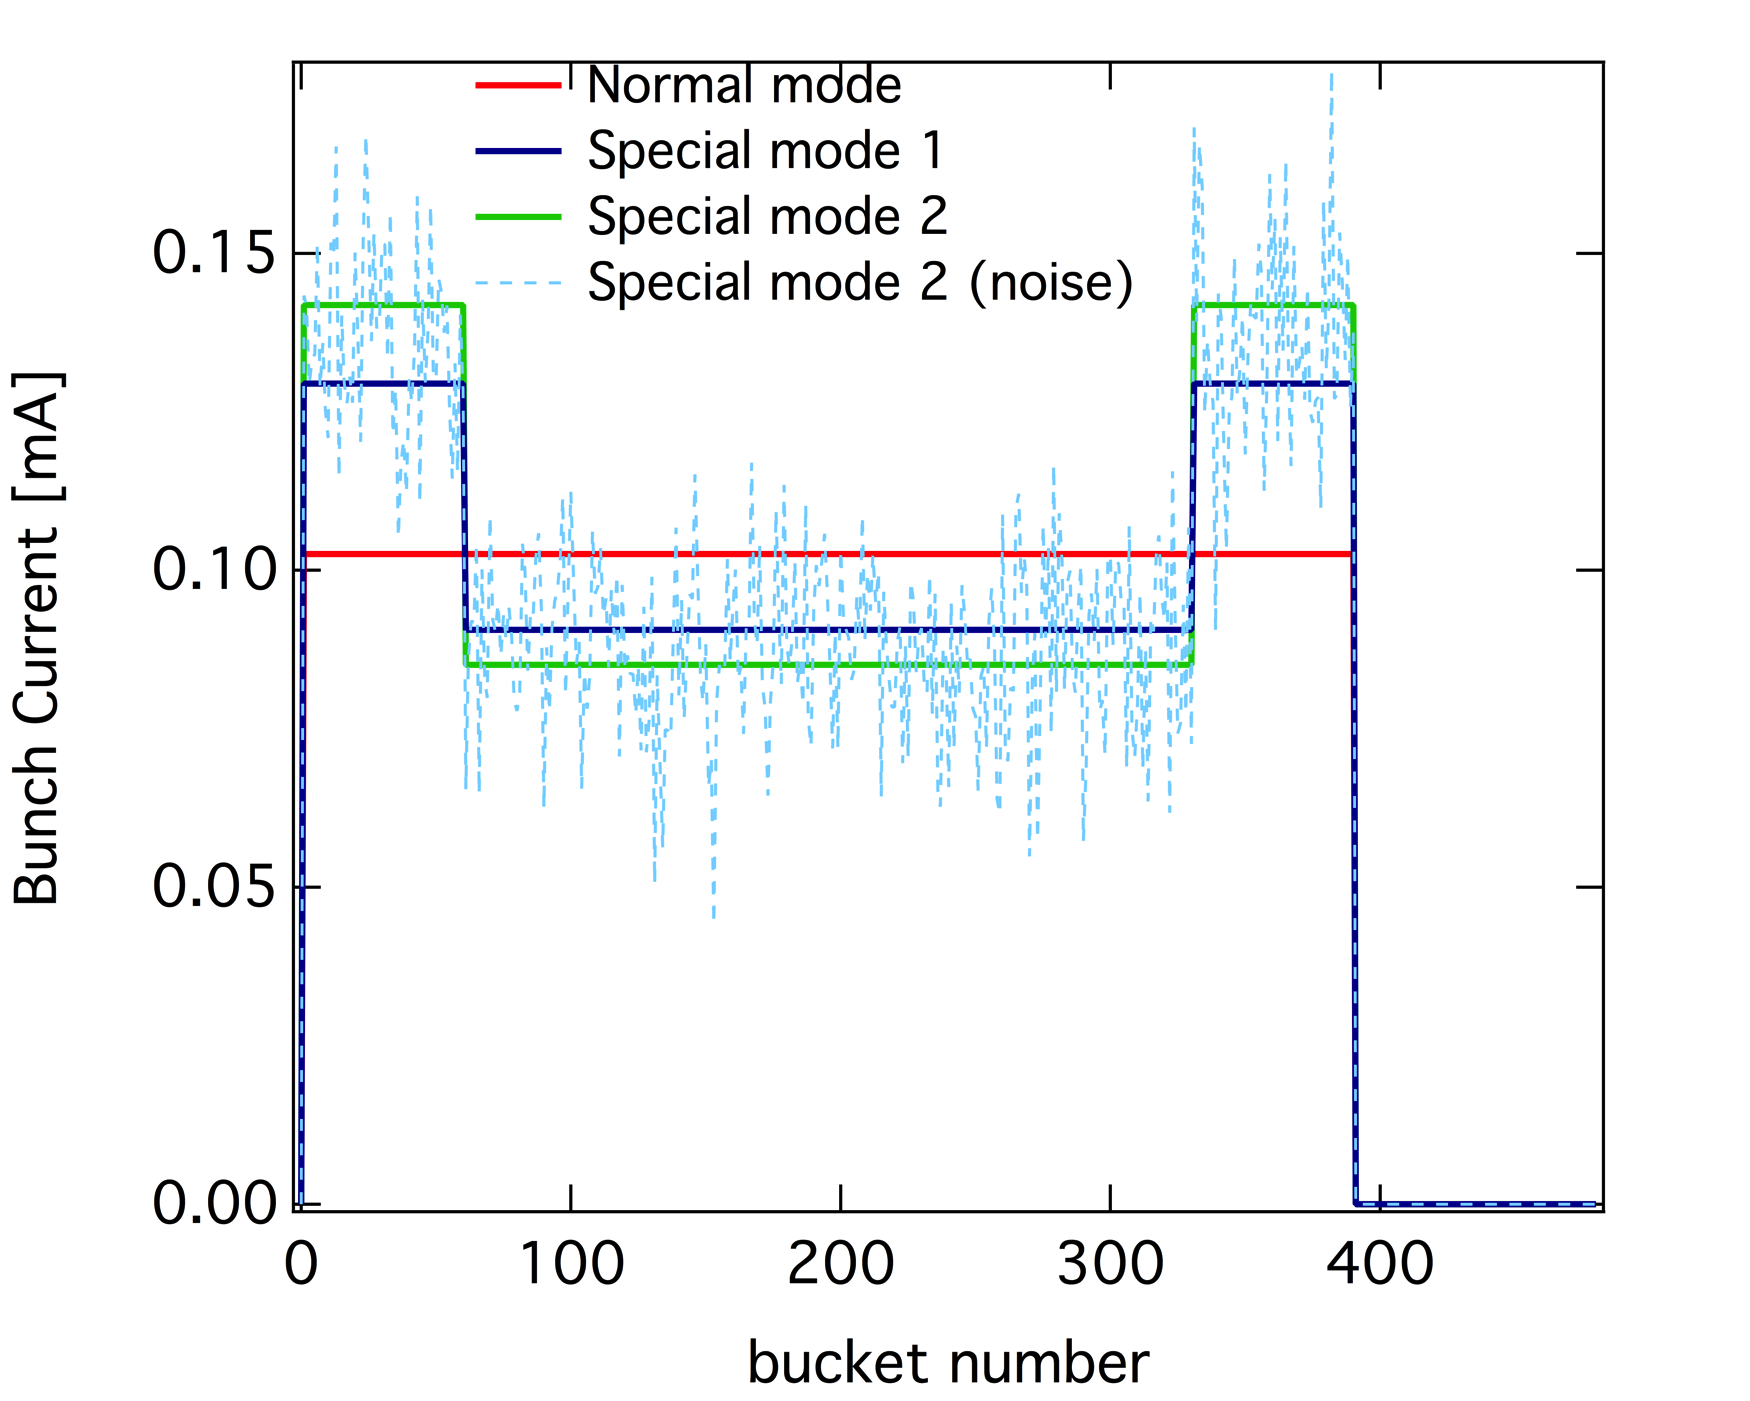 Normal mode
Special mode 1
Special mode 2
Special mode 2 (noise)
Bunch Current [mA]
0.15
0.10
0.05
0.00
0 100 200 300 400
bucket number